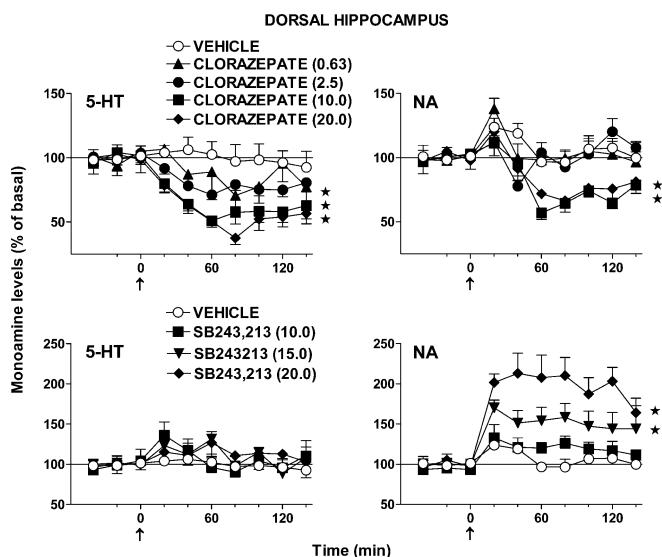 DORSAL HIPPOCAMPUS
VEHICLE
CLORAZEPATE (0.63)
CLORAZEPATE (2.5)
CLORAZEPATE (10.0)
CLORAZEPATE (20.0)
5-HT
NA
150
100
50
0 60 120
150
100
50
0 60 120
Monoamine levels (% of basal)
VEHICLE
SB243,213 (10.0)
SB243213 (15.0)
SB243,213 (20.0)
5-HT
NA
250
200
150
100
50
0 60 120
250
200
150
100
50
0 60 120
Time (min)